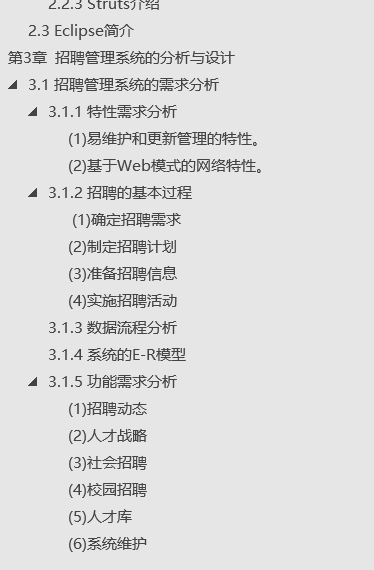 2.2.3 Struts介绍
2.3 Eclipse简介
第3章 招聘管理系统的分析与设计
3.1 招聘管理系统的需求分析
3.1.1 特性需求分析
(1)易维护和更新管理的特性。
(2)基于Web模式的网络特性。
3.1.2 招聘的基本过程
(1)确定招聘需求
(2)制定招聘计划
(3)准备招聘信息
(4)实施招聘活动
3.1.3 数据流程分析
3.1.4 系统的E-R模型
3.1.5 功能需求分析
(1)招聘动态
(2)人才战略
(3)社会招聘
(4)校园招聘
(5)人才库
(6)系统维护